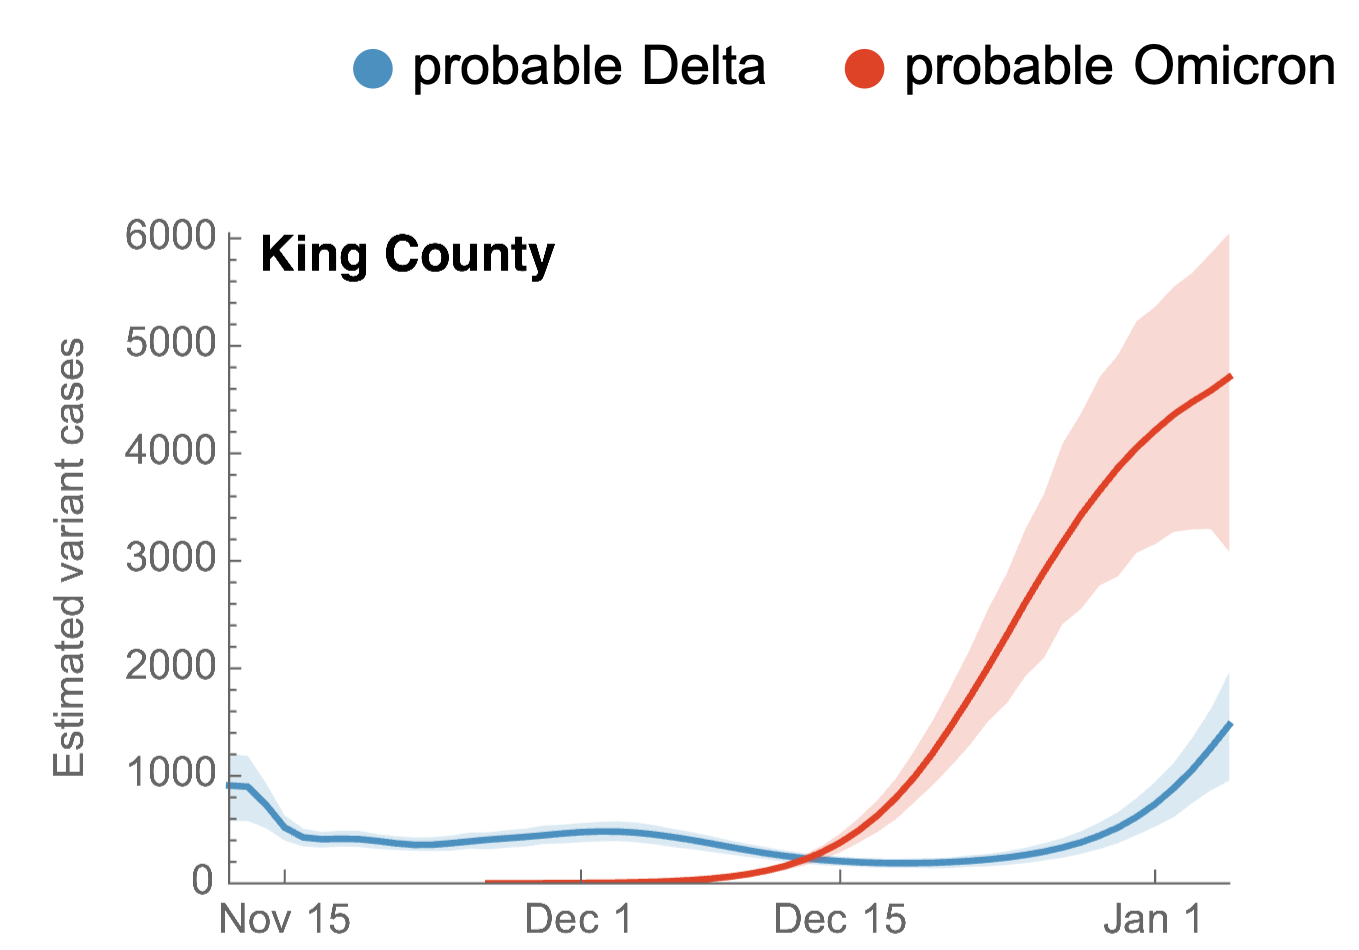 probable Delta probable Omicron
King County
Estimated variant cases
6000
5000
4000
3000
2000
1000
0
Nov 15 Dec 1 Dec 15 Jan 1